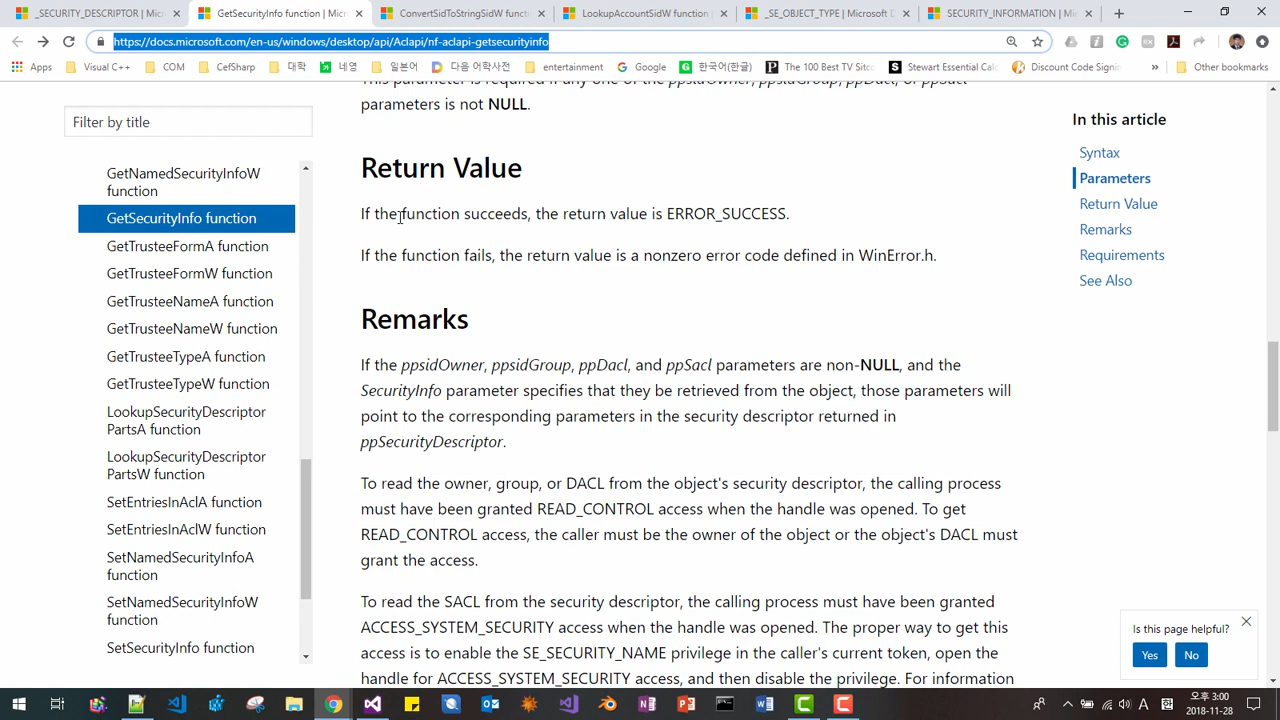 _SECURITY_DESCRIPTOR | Mic
GetSecurityInfo function | Micr
ConvertSidToStringSidW functi
LookupAccountSidW function |
_SE_OBJECT_TYPE | Microsoft D
SECURITY_INFORMATION | Mi
https://docs.microsoft.com/en-us/windows/desktop/api/Aclapi/nf-aclapi-getsecurityinfo
Apps
Visual C++
COM
CefSharp
대학
네영
일본어
다음 어학사전
entertainment
Google
한국어(한글)
The 100 Best TV Sitc
Stewart Essential Cal
Discount Code Signin
»
Other bookmarks
parameters is not NULL.
Filter by title
GetNamedSecurityInfoW
function
GetSecurityInfo function
GetTrusteeFormA function
GetTrusteeFormW function
GetTrusteeNameA function
GetTrusteeNameW function
GetTrusteeTypeA function
GetTrusteeTypeW function
LookupSecurityDescriptor
PartsA function
LookupSecurityDescriptor
PartsW function
SetEntriesInAclA function
SetEntriesInAclW function
SetNamedSecurityInfoA
function
SetNamedSecurityInfoW
function
SetSecurityInfo function
Return Value
If the function succeeds, the return value is ERROR_SUCCESS.
If the function fails, the return value is a nonzero error code defined in WinError.h.
Remarks
If the ppsidOwner, ppsidGroup, ppDacl, and ppSacl parameters are non-NULL, and the
SecurityInfo parameter specifies that they be retrieved from the object, those parameters will
point to the corresponding parameters in the security descriptor returned in
ppSecurityDescriptor.
To read the owner, group, or DACL from the object's security descriptor, the calling process
must have been granted READ_CONTROL access when the handle was opened. To get
READ_CONTROL access, the caller must be the owner of the object or the object's DACL must
grant the access.
To read the SACL from the security descriptor, the calling process must have been granted
ACCESS_SYSTEM_SECURITY access when the handle was opened. The proper way to get this
access is to enable the SE_SECURITY_NAME privilege in the caller's current token, open the
handle for ACCESS_SYSTEM_SECURITY access, and then disable the privilege. For information
In this article
Syntax
Parameters
Return Value
Remarks
Requirements
See Also
Is this page helpful?
Yes
No
오후 3:00
2018-11-28